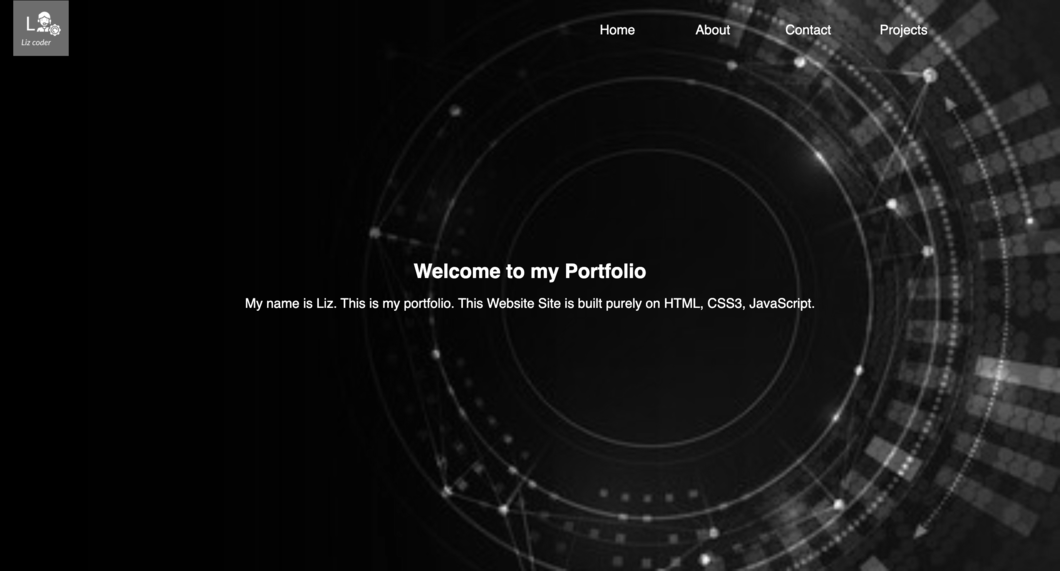 L
Liz coder
Home About Contact Projects
Welcome to my Portfolio
My name is Liz. This is my portfolio. This Website Site is built purely on HTML, CSS3, JavaScript.